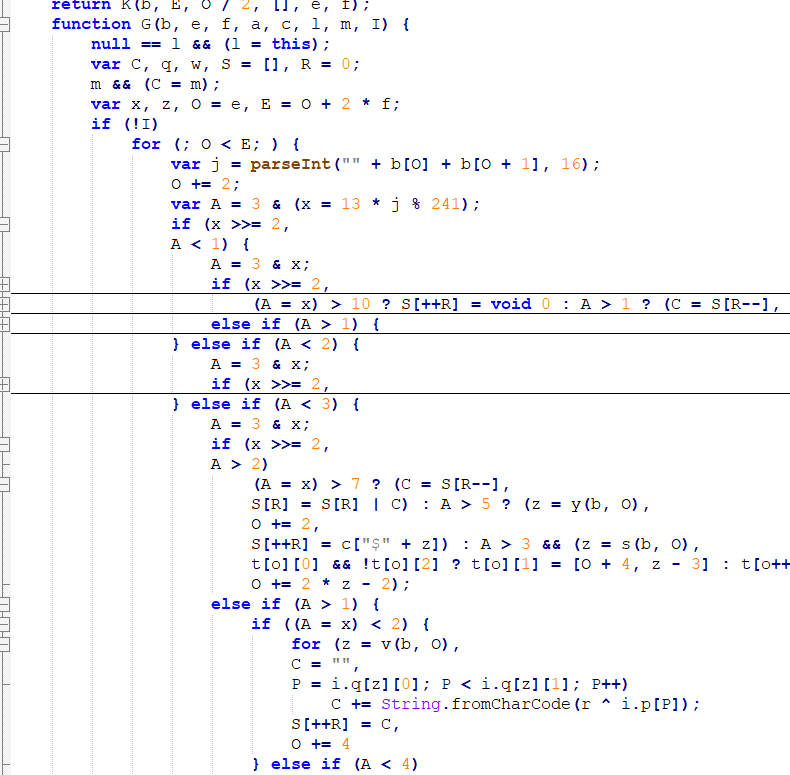 return K(b, E, O / 2, [], e, f);
function G(b, e, f, a, c, l, m, I) {
null == l && (l = this);
var C, q, w, S = [], R = 0;
m && (C = m);
var x, z, O = e, E = O + 2 * f;
if (!I)
for (; O < E; ) {
var j = parseInt("" + b[O] + b[O + 1], 16);
O += 2;
var A = 3 & (x = 13 * j % 241);
if (x >>= 2,
A < 1) {
A = 3 & x;
if (x >>= 2,
(A = x) > 10 ? S[++R] = void 0 : A > 1 ? (C = S[R--],
else if (A > 1) {
} else if (A < 2) {
A = 3 & x;
if (x >>= 2,
} else if (A < 3) {
A = 3 & x;
if (x >>= 2,
A > 2)
(A = x) > 7 ? (C = S[R--],
S[R] = S[R] | C) : A > 5 ? (z = y(b, O),
O += 2,
S[++R] = c["$" + z]) : A > 3 && (z = s(b, O),
t[o][0] && !t[o][2] ? t[o][1] = [O + 4, z - 3] : t[o++
O += 2 * z - 2);
else if (A > 1) {
if ((A = x) < 2) {
for (z = v(b, O),
C = "",
P = i.q[z][0]; P < i.q[z][1]; P++)
C += String.fromCharCode(r ^ i.p[P]);
S[++R] = C,
O += 4
} else if (A < 4)